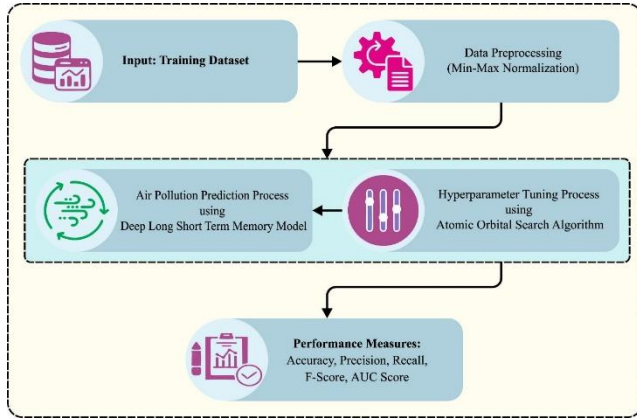 Input: Training Dataset
Data Preprocessing
(Min-Max Normalization)
Air Pollution Prediction Process
using
Deep Long Short Term Memory Model
Hyperparameter Tuning Process
using
Atomic Orbital Search Algorithm
Performance Measures:
Accuracy, Precision, Recall,
F-Score, AUC Score